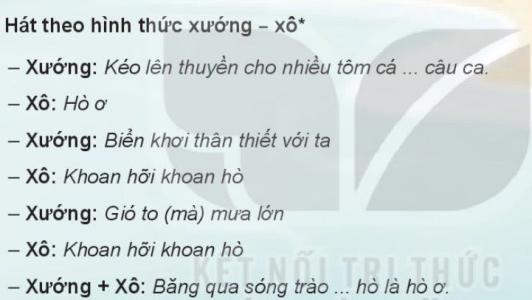 Hát theo hình thức xướng – xô*
– Xướng: Kéo lên thuyền cho nhiều tôm cá ... câu ca.
– Xô: Hò ơ
– Xướng: Biển khơi thân thiết với ta
– Xô: Khoan hõi khoan hò
– Xướng: Gió to (mà) mưa lớn
– Xô: Khoan hõi khoan hò
KẾT NỐI TRI THỨC
– Xướng + Xô: Băng qua sóng trào ... hò là hò ơ.